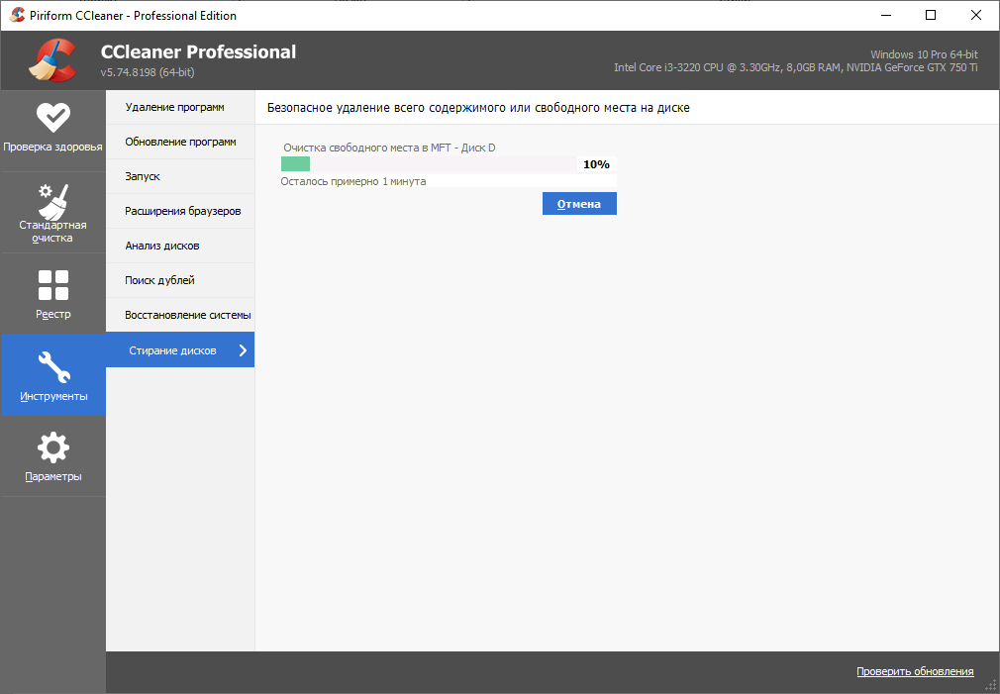 Piriform CCleaner - Professional Edition
CCleaner Professional
v5.74.8198 (64-bit)
Windows 10 Pro 64-bit
Intel Core i3-3220 CPU @ 3.30GHz, 8,0GB RAM, NVIDIA GeForce GTX 750 Ti
Проверка здоровья
Стандартная
очистка
Реестр
Инструменты
Параметры
Удаление программ
Обновление программ
Запуск
Расширения браузеров
Анализ дисков
Поиск дублей
Восстановление системы
Стирание дисков
Безопасное удаление всего содержимого или свободного места на диске
Очистка свободного места в MFT - Диск D
10%
Осталось примерно 1 минута
Отмена
Проверить обновления